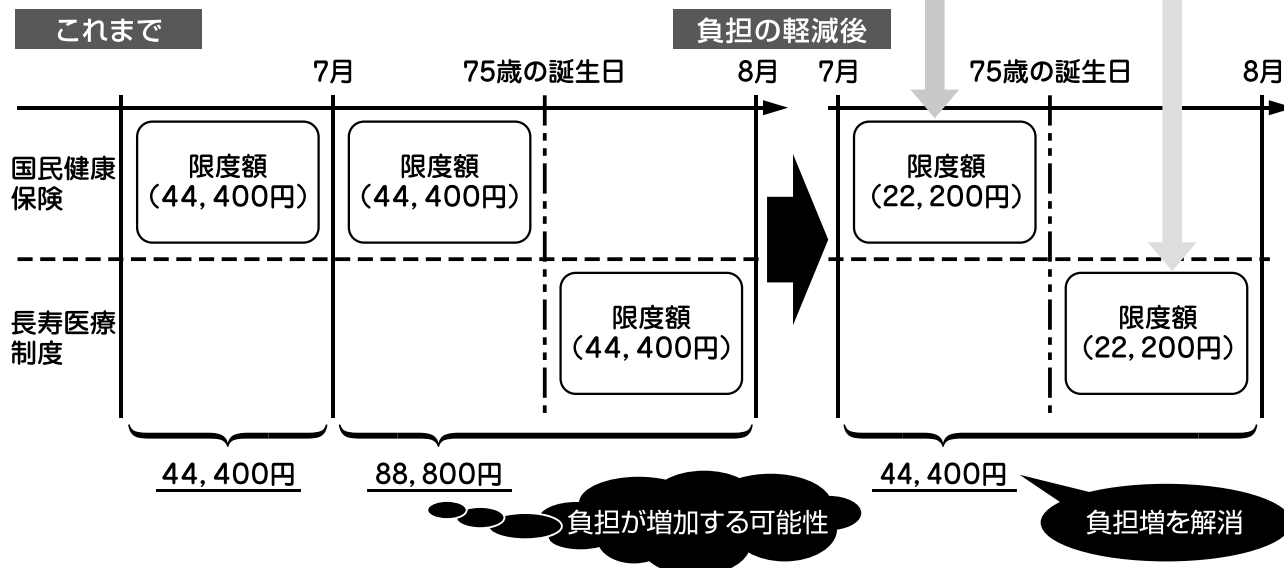 これまで
負担の軽減後
7月
75歳の誕生日
8月
7月
75歳の誕生日
8月
国民健康
保険
限度額
(44,400円)
限度額
(44,400円)
限度額
(22,200円)
長寿医療
制度
限度額
(44,400円)
限度額
(22,200円)
44,400円
88,800円
44,400円
負担が増加する可能性
負担増を解消